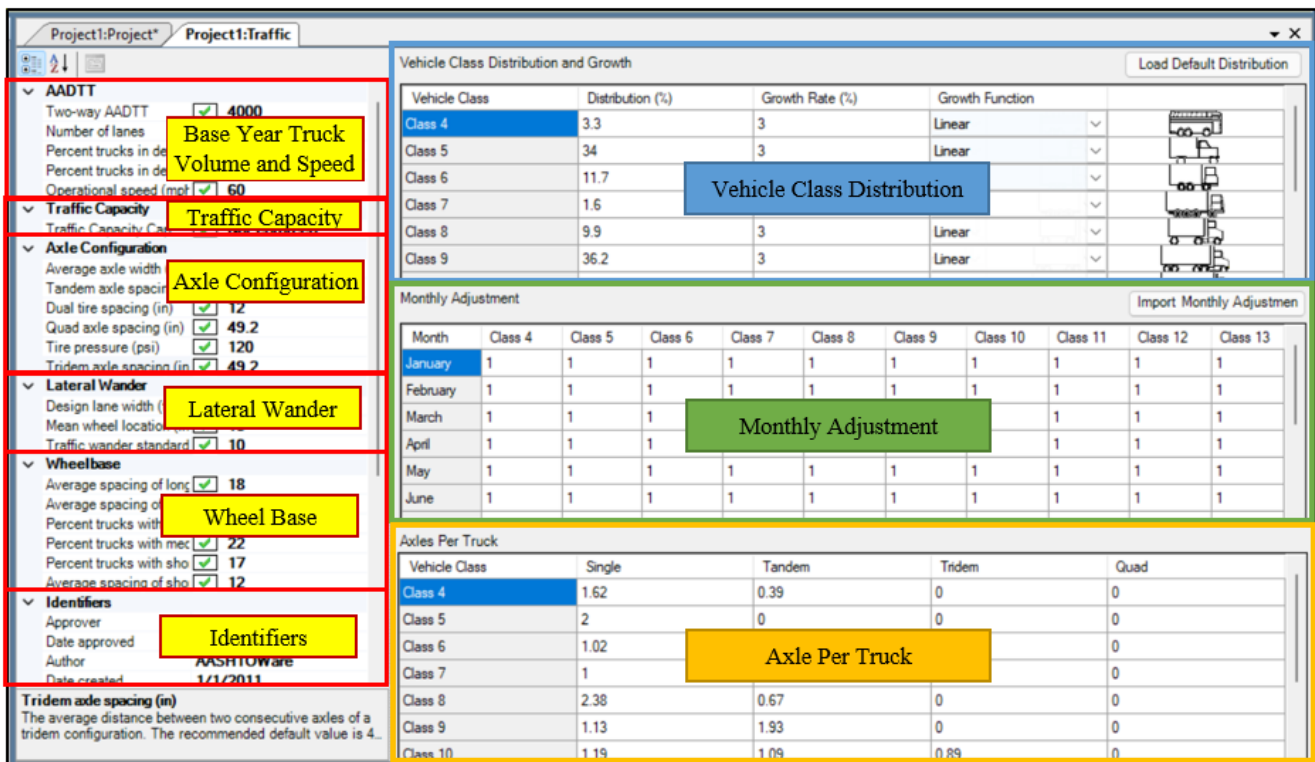 Project1:Project* Project1:Traffic
AADTT
Two-way AADTT 4000
Number of lanes
Percent trucks in de
Percent trucks in de
Operational speed (mph 60
Base Year Truck
Volume and Speed
Traffic Capacity
Traffic Capacity Cap
Traffic Capacity
Axle Configuration
Average axle width
Tandem axle spacin
Dual tire spacing (in) 12
Quad axle spacing (in) 49.2
Tire pressure (psi) 120
Tridem axle spacing (in 49.2
Axle Configuration
Lateral Wander
Design lane width (
Mean wheel location
Traffic wander standard 10
Lateral Wander
Wheelbase
Average spacing of long 18
Average spacing of
Percent trucks with
Percent trucks with med 22
Percent trucks with sho 17
Average spacing of sho 12
Wheel Base
Identifiers
Approver
Date approved
Author AASHTOWare
Date created 1/1/2011
Identifiers
Tridem axle spacing (in)
The average distance between two consecutive axles of a
tridem configuration. The recommended default value is 4...
Vehicle Class Distribution and Growth Load Default Distribution
Vehicle Class Distribution (%) Growth Rate (%) Growth Function
Class 4 3.3 3 Linear
Class 5 34 3 Linear
Class 6 11.7
Class 7 1.6
Class 8 9.9 3 Linear
Class 9 36.2 3 Linear
Vehicle Class Distribution
Monthly Adjustment Import Monthly Adjustmen
Month Class 4 Class 5 Class 6 Class 7 Class 8 Class 9 Class 10 Class 11 Class 12 Class 13
January 1 1 1 1 1 1 1 1 1 1
February 1 1 1 1 1 1 1 1 1 1
March 1 1 1 1 1 1
April 1 1 1 1 1 1
May 1 1 1 1 1 1 1 1 1 1
June 1 1 1 1 1 1 1 1 1 1
Monthly Adjustment
Axles Per Truck
Vehicle Class Single Tandem Tridem Quad
Class 4 1.62 0.39 0 0
Class 5 2 0 0 0
Class 6 1.02 0
Class 7 1 0
Class 8 2.38 0.67 0 0
Class 9 1.13 1.93 0 0
Class 10 1.19 1.09 0.89 0
Axle Per Truck